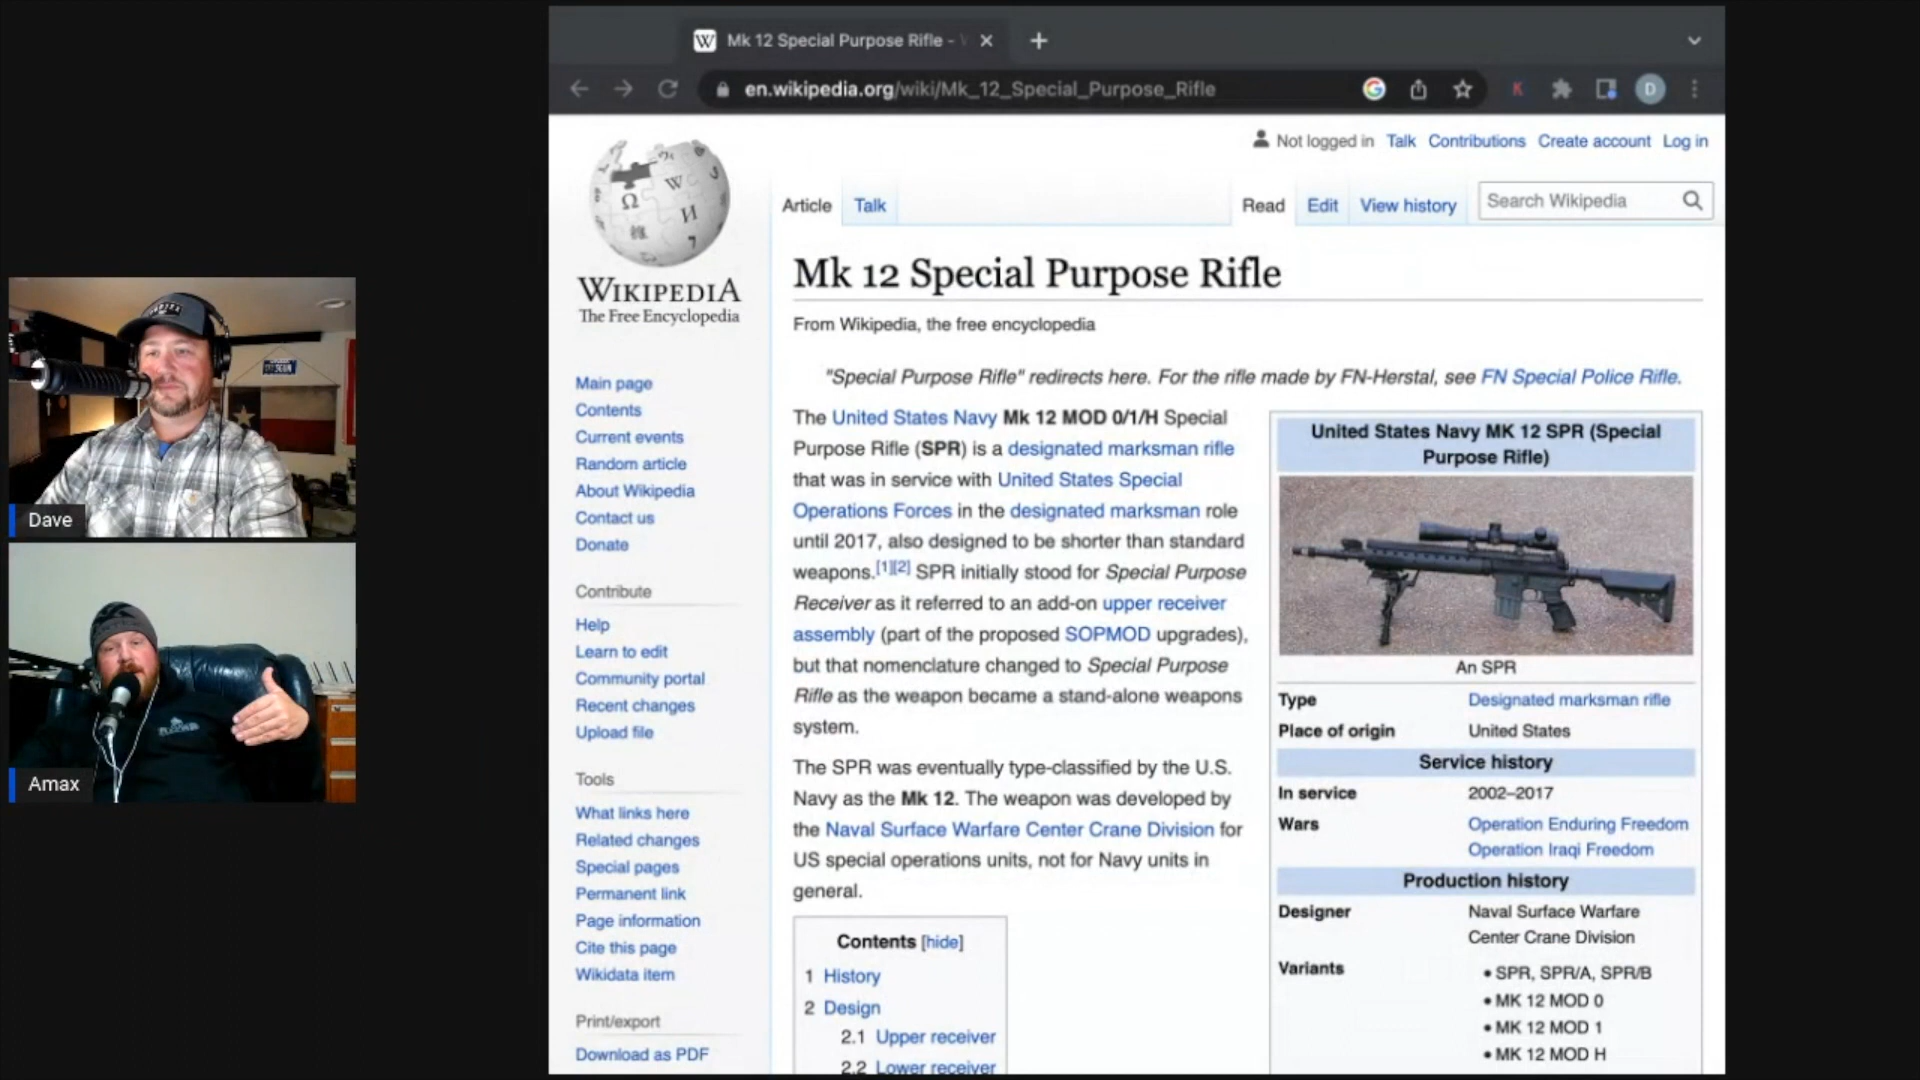 Mk 12 Special Purpose Rifle -
en.wikipedia.org/wiki/Mk_12_Special_Purpose_Rifle
D
Not logged in Talk Contributions Create account Log in
Article Talk Read Edit View history Search Wikipedia
WIKIPEDIA
The Free Encyclopedia
Main page
Contents
Current events
Random article
About Wikipedia
Contact us
Donate
Contribute
Help
Learn to edit
Community portal
Recent changes
Upload file
Tools
What links here
Related changes
Special pages
Permanent link
Page information
Cite this page
Wikidata item
Print/export
Download as PDF
Mk 12 Special Purpose Rifle
From Wikipedia, the free encyclopedia
"Special Purpose Rifle" redirects here. For the rifle made by FN-Herstal, see FN Special Police Rifle.
The United States Navy Mk 12 MOD 0/1/H Special
Purpose Rifle (SPR) is a designated marksman rifle
that was in service with United States Special
Operations Forces in the designated marksman role
until 2017, also designed to be shorter than standard
weapons.[1][2] SPR initially stood for Special Purpose
Receiver as it referred to an add-on upper receiver
assembly (part of the proposed SOPMOD upgrades),
but that nomenclature changed to Special Purpose
Rifle as the weapon became a stand-alone weapons
system.
The SPR was eventually type-classified by the U.S.
Navy as the Mk 12. The weapon was developed by
the Naval Surface Warfare Center Crane Division for
US special operations units, not for Navy units in
general.
Contents [hide]
1 History
2 Design
2.1 Upper receiver
2.2 Lower receiver
United States Navy MK 12 SPR (Special
Purpose Rifle)
An SPR
Type Designated marksman rifle
Place of origin United States
Service history
In service 2002–2017
Wars Operation Enduring Freedom
Operation Iraqi Freedom
Production history
Designer Naval Surface Warfare
Center Crane Division
Variants • SPR, SPR/A, SPR/B
• MK 12 MOD 0
• MK 12 MOD 1
• MK 12 MOD H
Dave
Amax